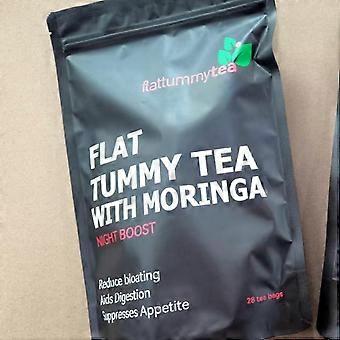 flattummytea
FLAT
TUMMY TEA
WITH MORINGA
NIGHT BOOST
Reduce bloating
Aids Digestion
Suppresses Appetite
28 tea bags